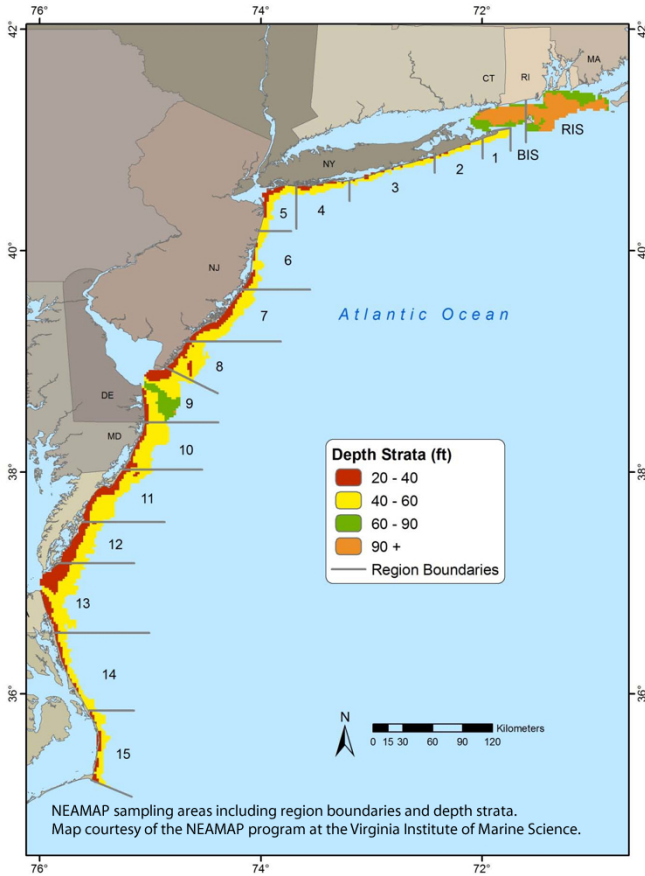 76°
74°
72°
42°
42°
CT
RI
MA
RIS
BIS
NY
1
2
3
4
5
40°
40°
6
NJ
7
Atlantic Ocean
8
DE
9
MD
10
38°
38°
Depth Strata (ft)
20 - 40
40 - 60
60 - 90
90 +
Region Boundaries
11
12
13
14
36°
36°
15
N
Kilometers
0 15 30 60 90 120
NEAMAP sampling areas including region boundaries and depth strata.
Map courtesy of the NEAMAP program at the Virginia Institute of Marine Science.
76°
74°
72°